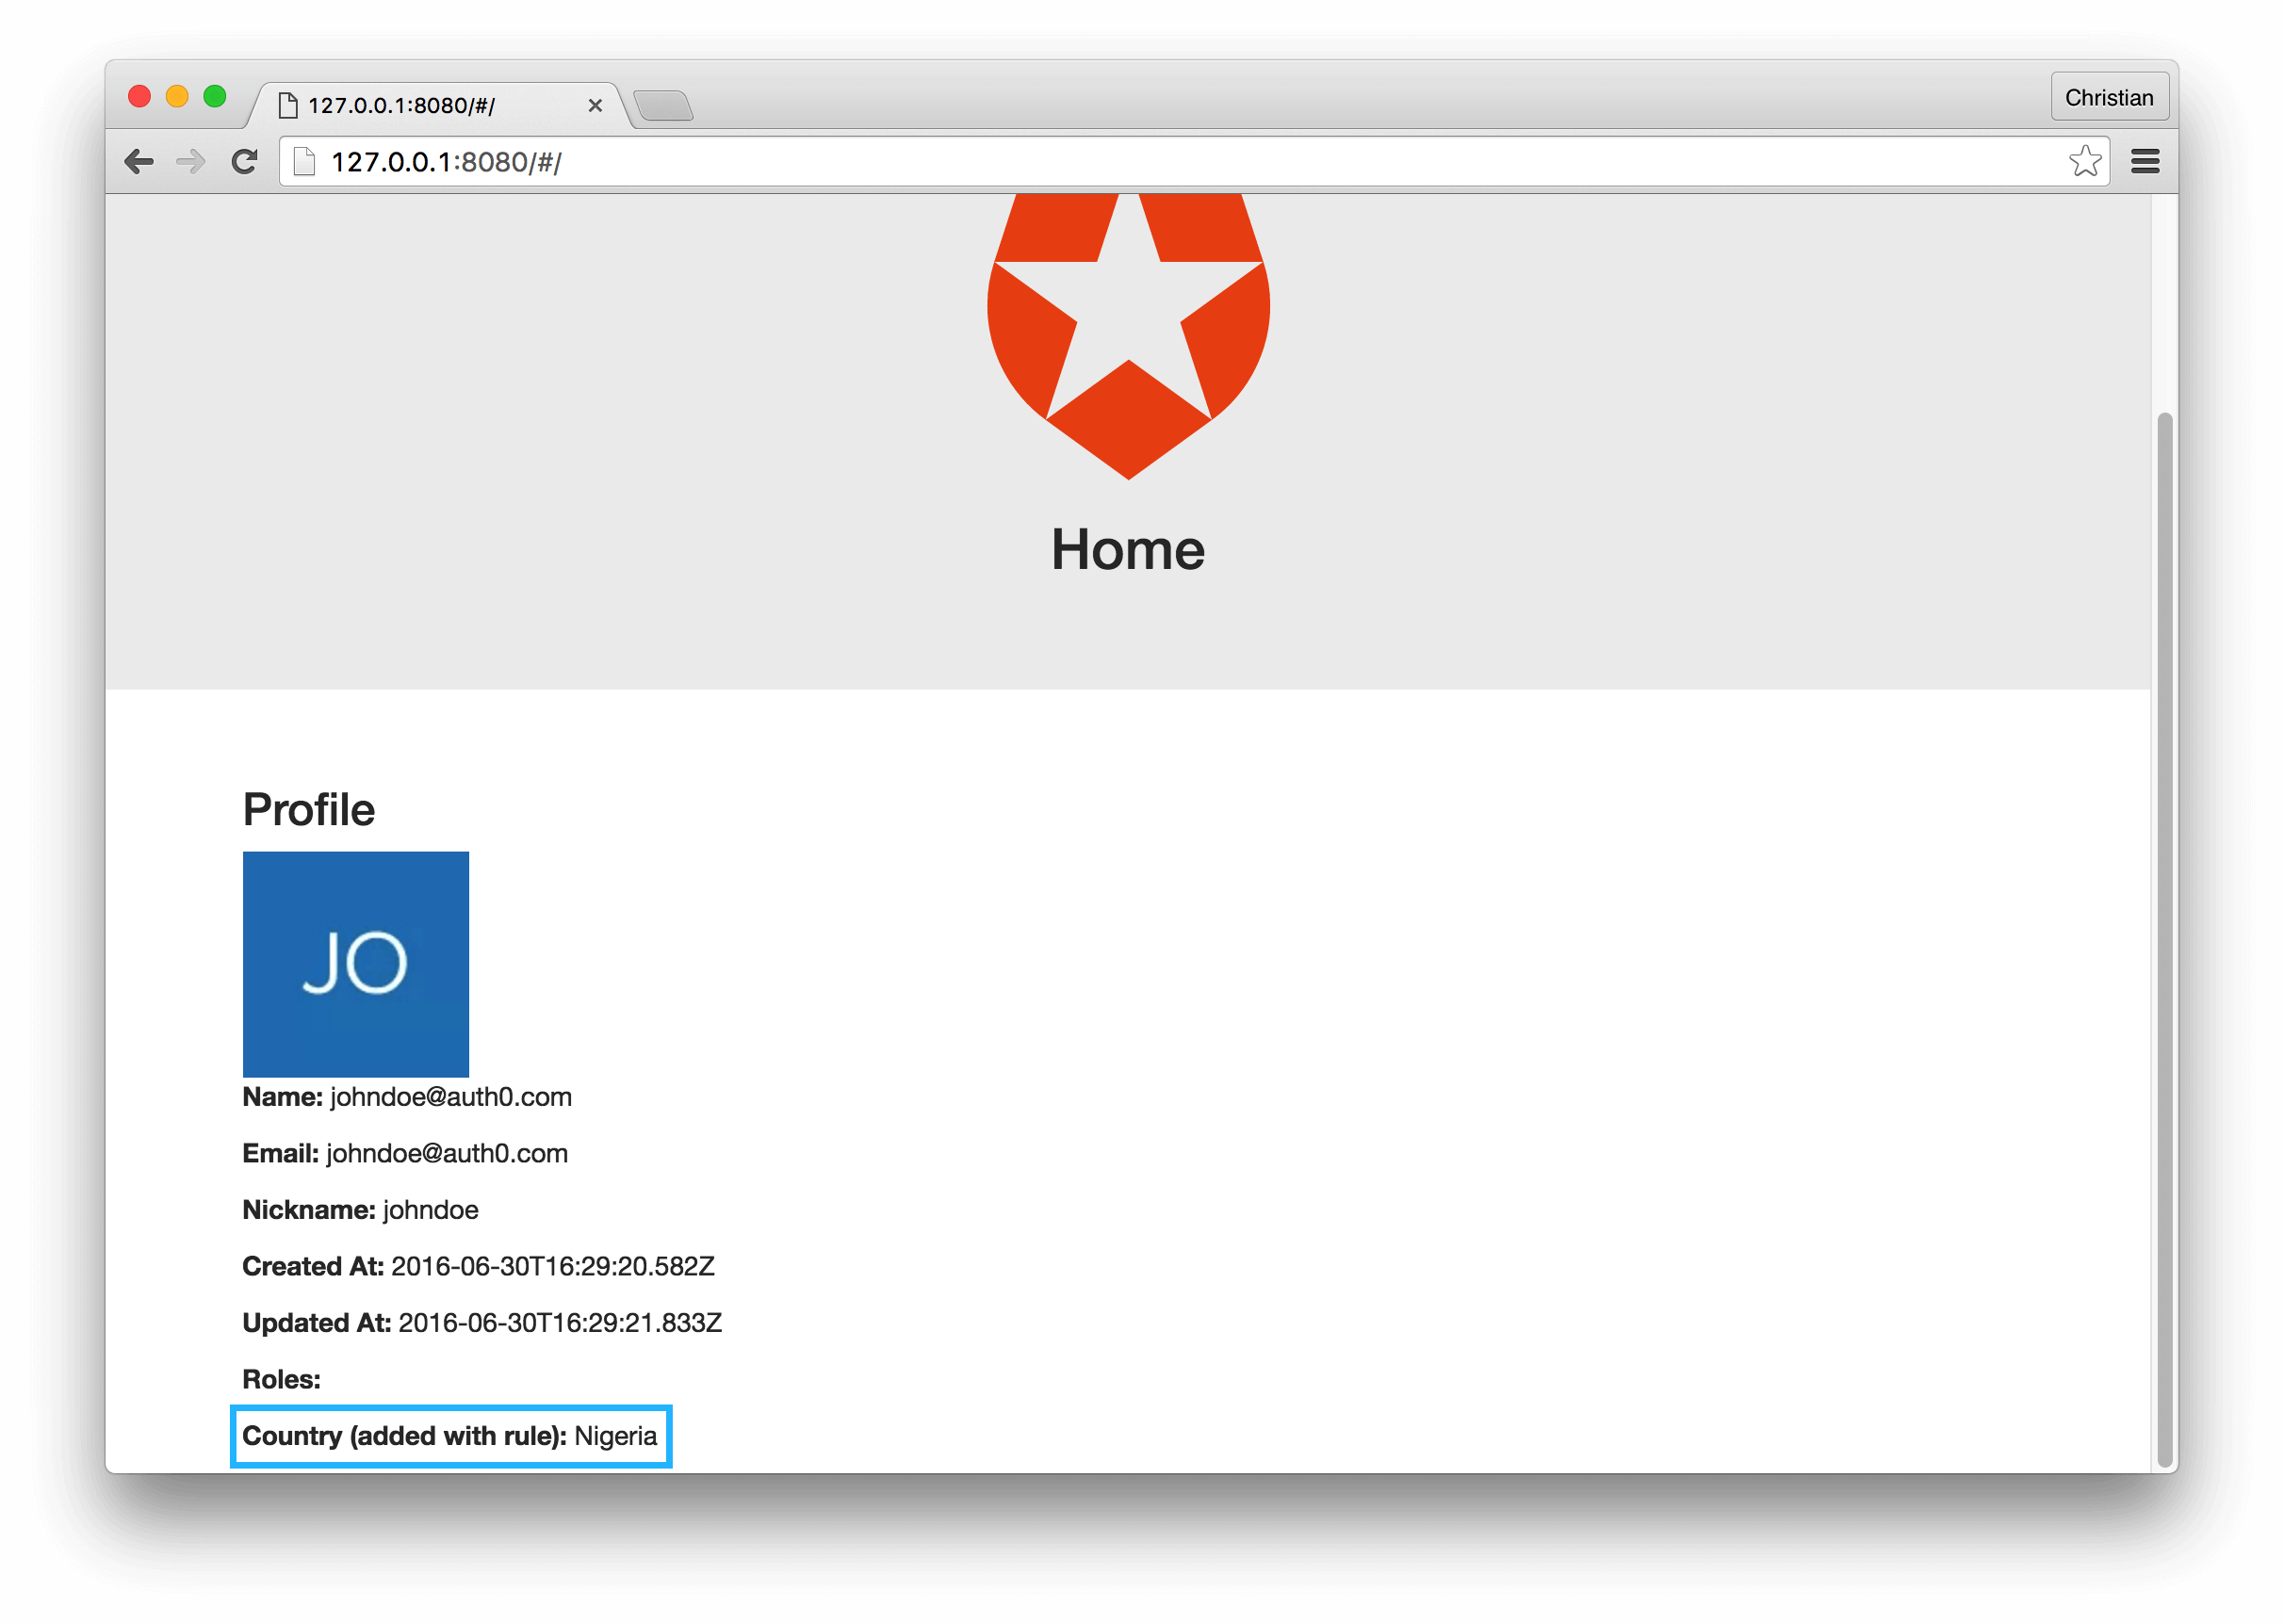 127.0.0.1:8080/#/
Christian
127.0.0.1:8080/#/
Home
Profile
JO
Name: johndoe@auth0.com
Email: johndoe@auth0.com
Nickname: johndoe
Created At: 2016-06-30T16:29:20.582Z
Updated At: 2016-06-30T16:29:21.833Z
Roles:
Country (added with rule): Nigeria